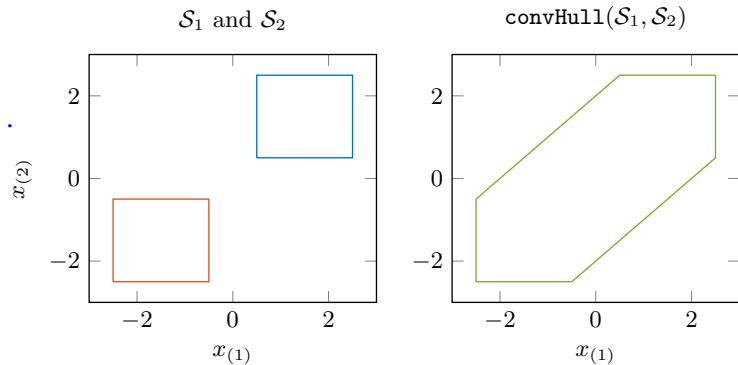 𝒮₁ and 𝒮₂
2
0
−2
x₍₂₎
−2 0 2
x₍₁₎
convHull(𝒮₁, 𝒮₂)
2
0
−2
−2 0 2
x₍₁₎